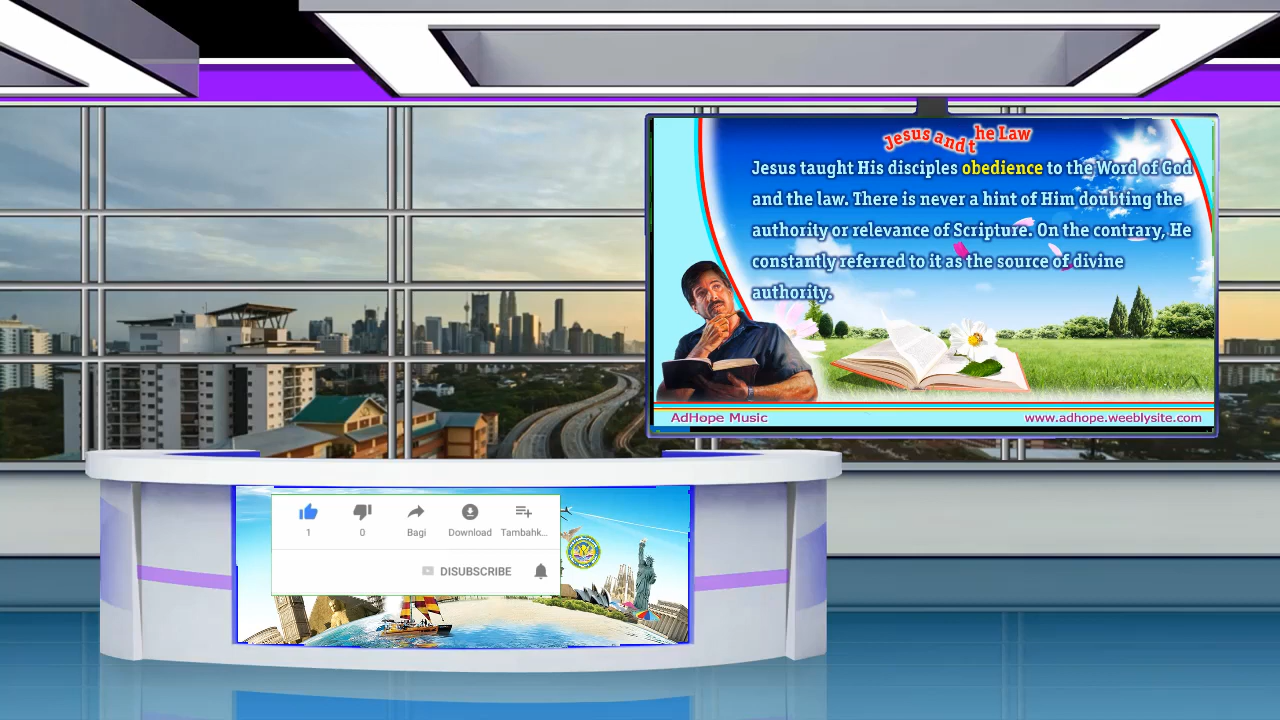 Jesus and the Law
Jesus taught His disciples obedience to the Word of God
and the law. There is never a hint of Him doubting the
authority or relevance of Scripture. On the contrary, He
constantly referred to it as the source of divine
authority.
AdHope Music
www.adhope.weeblysite.com
1
0
Bagi
Download
Tambahk...
DISUBSCRIBE